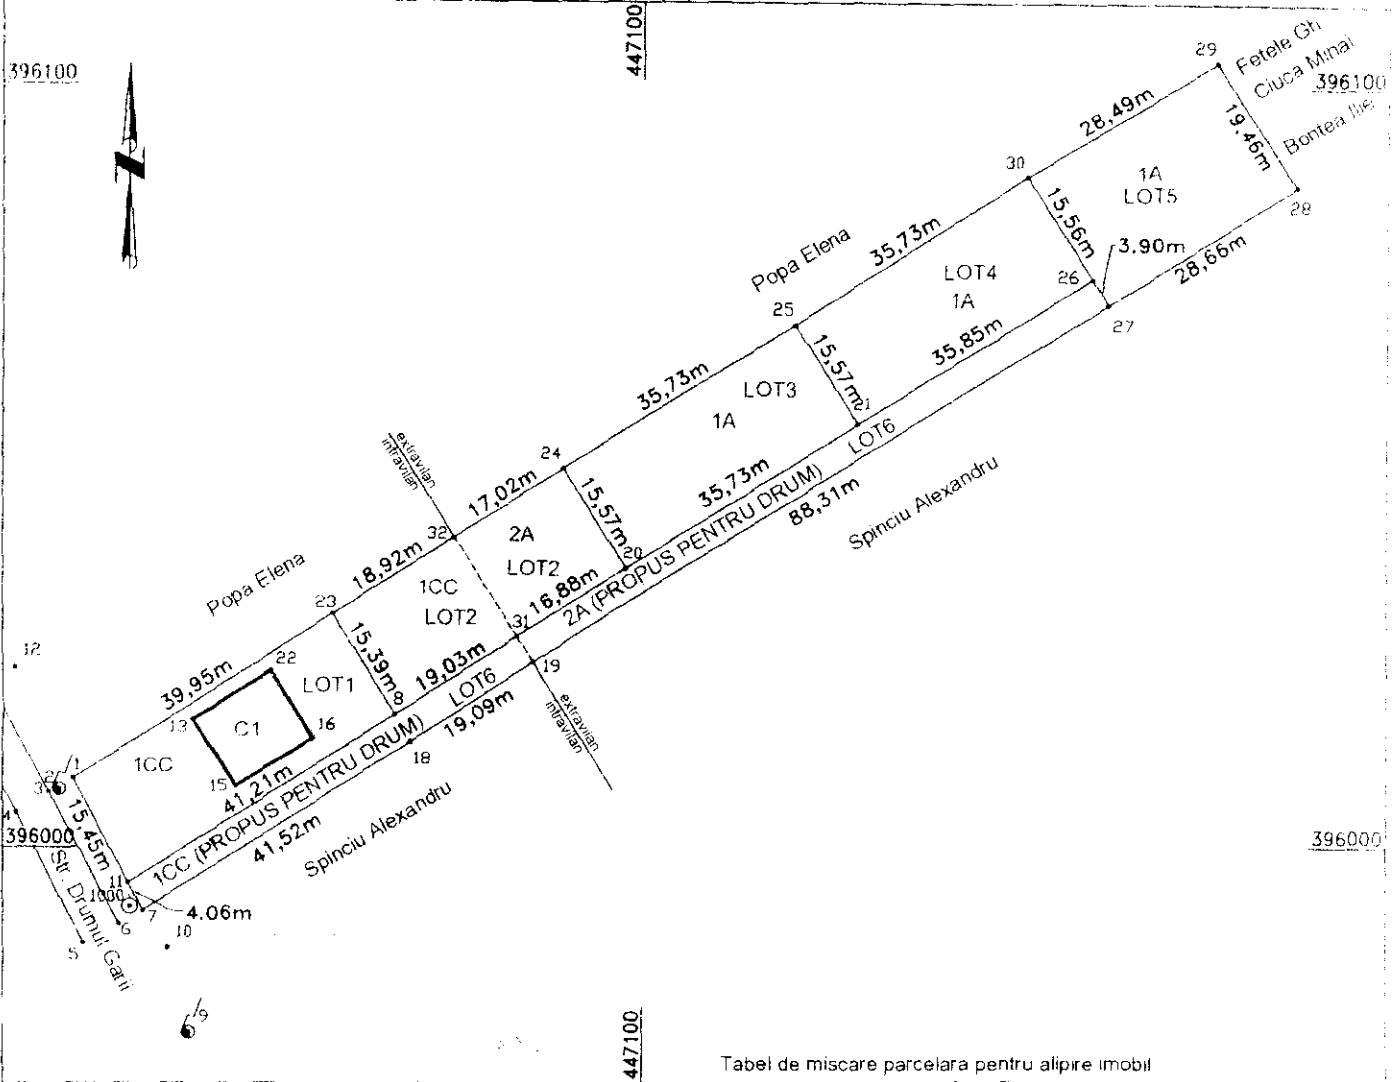 447100
396100
N
29
Fetele Gh
Ciuca Mihai
396100
28,49m
19,46m
Bontea Ilie
30
1A
LOT5
28
15,56m
3.90m
28,66m
Popa Elena
35,73m
LOT4
1A
26
27
25
35,85m
15,57m
21
35,73m
LOT3
1A
LOT6
extravilan
intravilan
24
17,02m
15,57m
35,73m
2A (PROPUS PENTRU DRUM)
88,31m
Spinciu Alexandru
32
2A
LOT2
20
16,88m
Popa Elena
18,92m
1CC
LOT2
31
19
23
15,39m
19,03m
LOT6
19,09m
extravilan
intravilan
12
39,95m
22
LOT1
8
13
C1
16
18
1CC
15
41,21m
1
2
3
4
15,45m
1CC (PROPUS PENTRU DRUM)
41,52m
Spinciu Alexandru
396000
396000
Str. Drumul Garii
11
1000
7
4.06m
6
5
10
9
447100
Tabel de miscare parcelara pentru alipire imobil